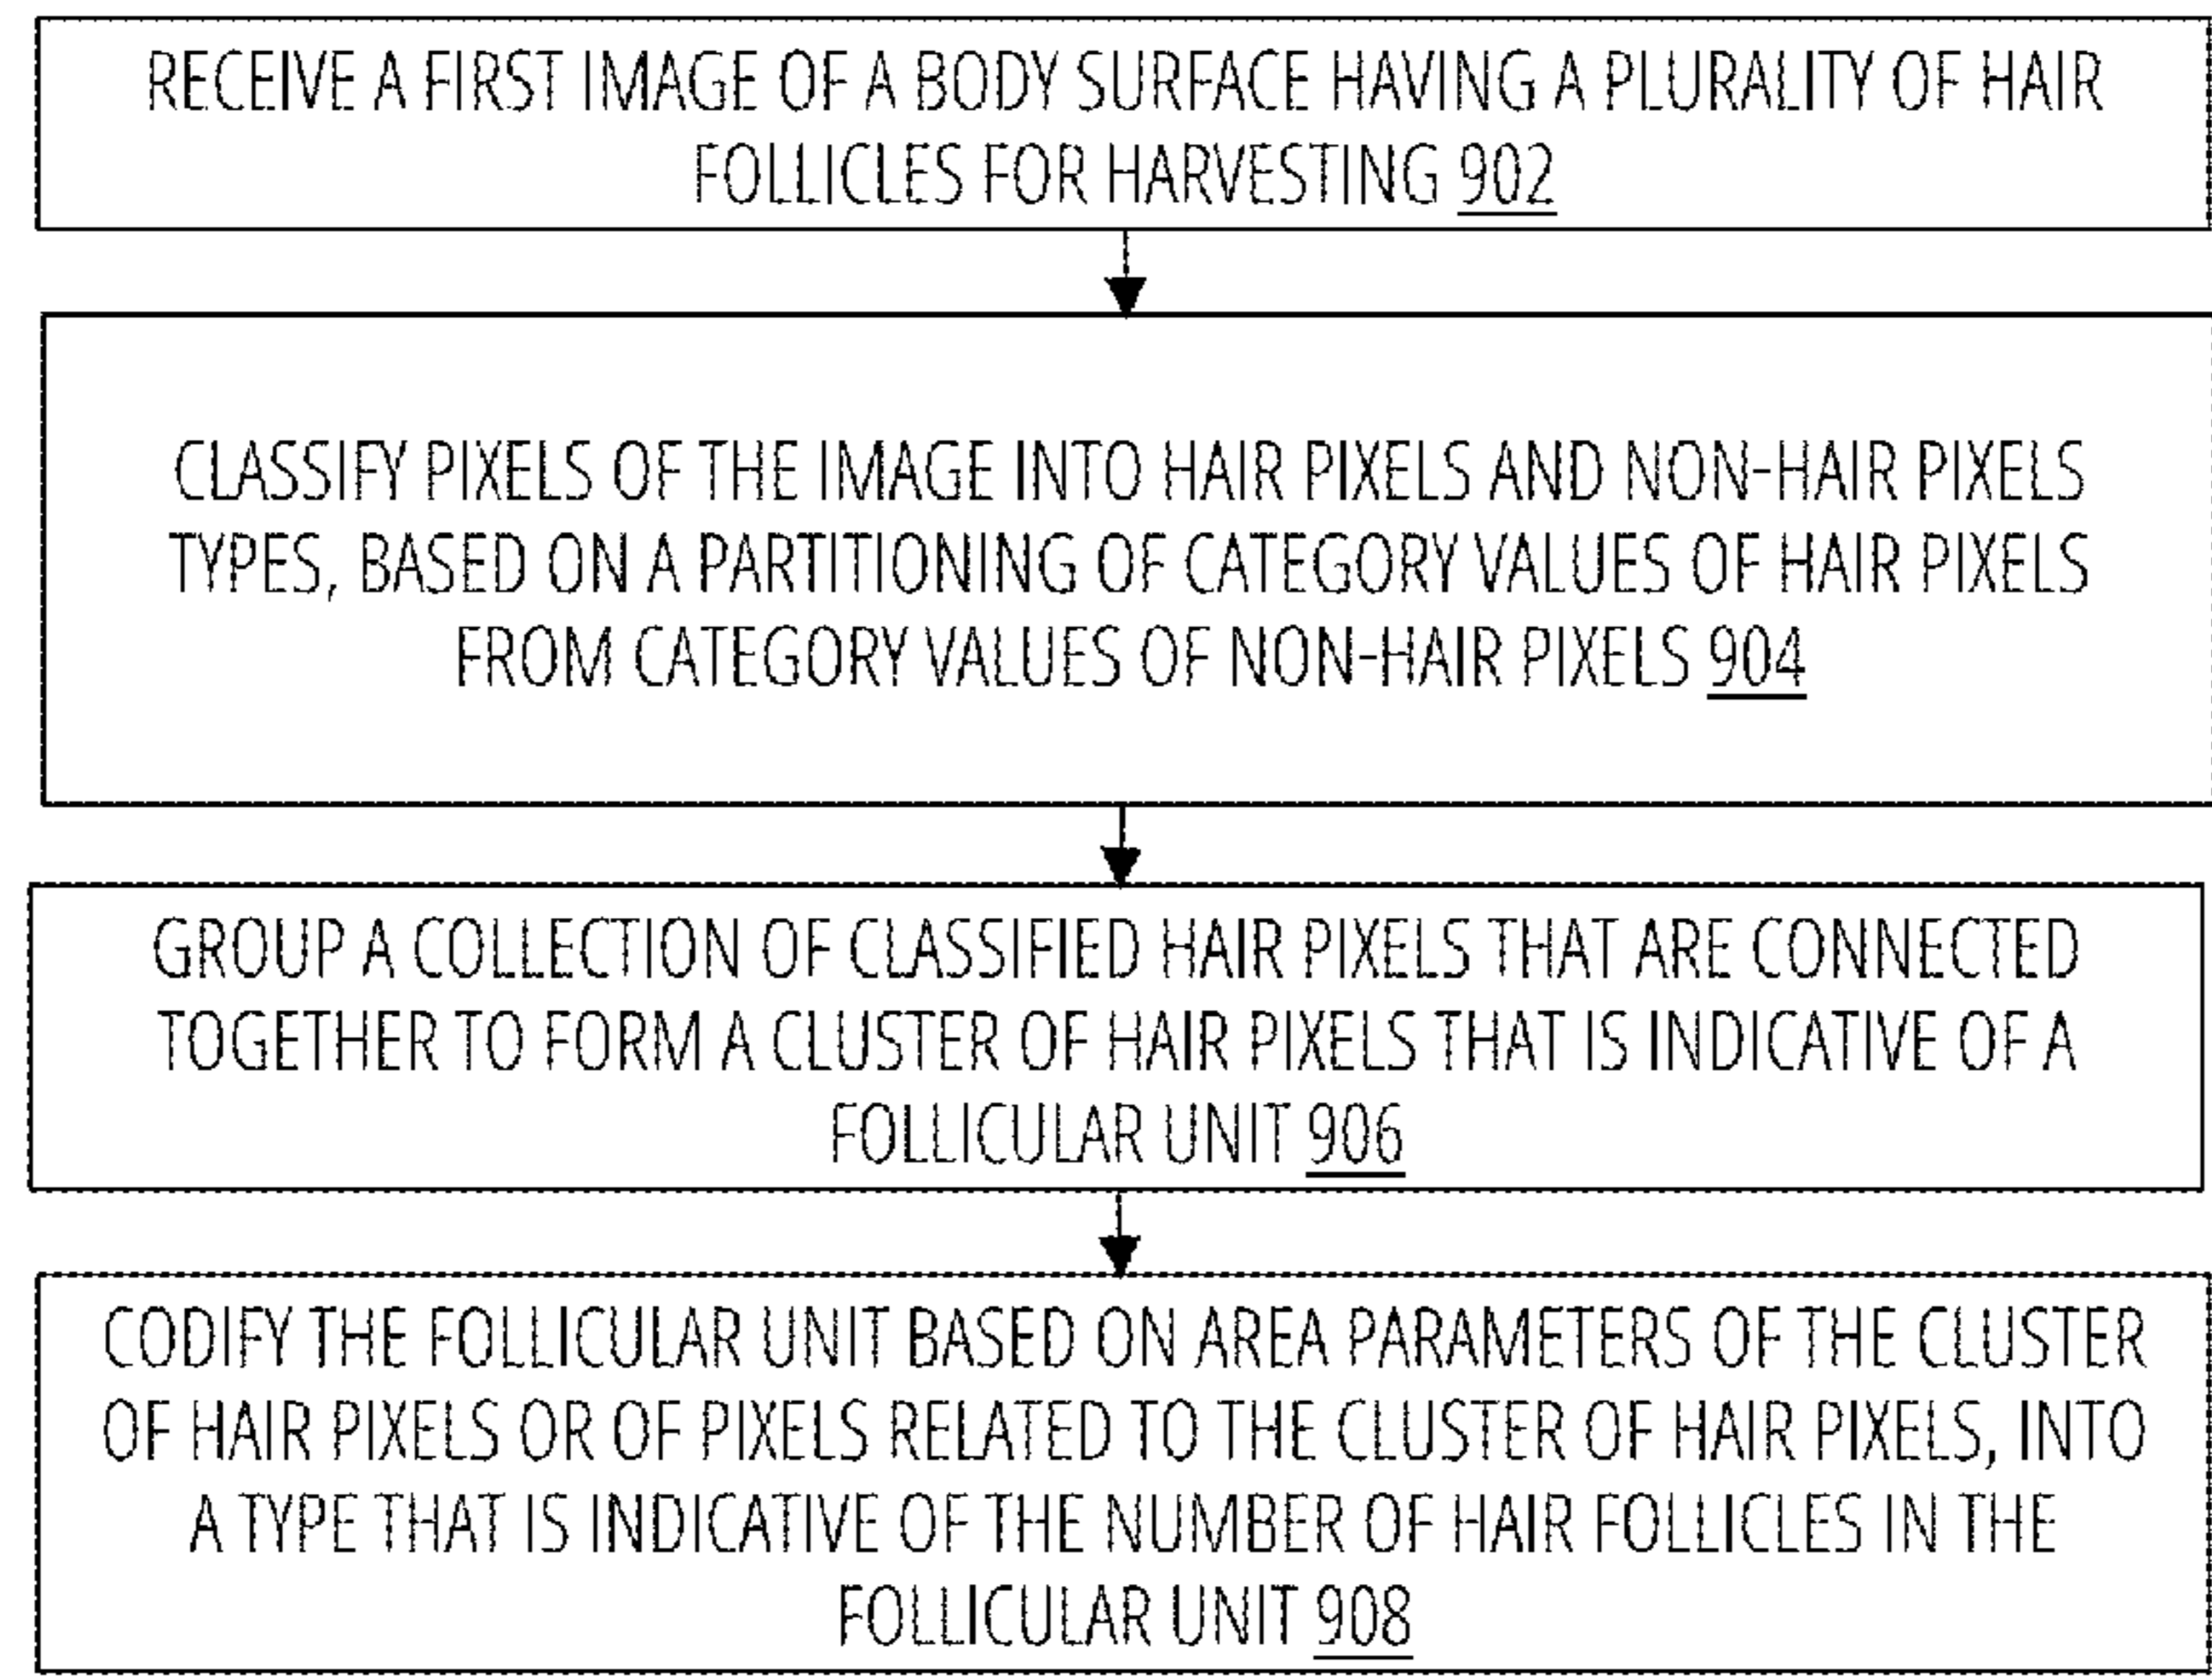 RECEIVE A FIRST IMAGE OF A BODY SURFACE HAVING A PLURALITY OF HAIR
FOLLICLES FOR HARVESTING 902
CLASSIFY PIXELS OF THE IMAGE INTO HAIR PIXELS AND NON-HAIR PIXELS
TYPES, BASED ON A PARTITIONING OF CATEGORY VALUES OF HAIR PIXELS
FROM CATEGORY VALUES OF NON-HAIR PIXELS 904
GROUP A COLLECTION OF CLASSIFIED HAIR PIXELS THAT ARE CONNECTED
TOGETHER TO FORM A CLUSTER OF HAIR PIXELS THAT IS INDICATIVE OF A
FOLLICULAR UNIT 906
CODIFY THE FOLLICULAR UNIT BASED ON AREA PARAMETERS OF THE CLUSTER
OF HAIR PIXELS OR OF PIXELS RELATED TO THE CLUSTER OF HAIR PIXELS, INTO
A TYPE THAT IS INDICATIVE OF THE NUMBER OF HAIR FOLLICLES IN THE
FOLLICULAR UNIT 908